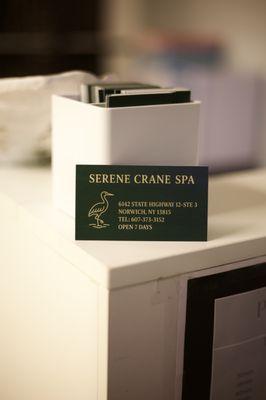 SERENE CRANE SPA
6142 STATE HIGHWAY 12-STE 3
NORWICH, NY 13815
TEL: 607-373-3152
OPEN 7 DAYS